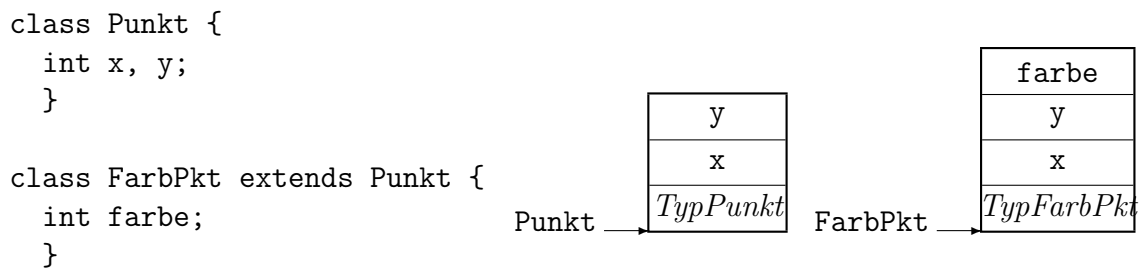 class Punkt {
int x, y;
}
class FarbPkt extends Punkt {
int farbe;
}
y
x
TypPunkt
Punkt
farbe
y
x
TypFarbPkt
FarbPkt